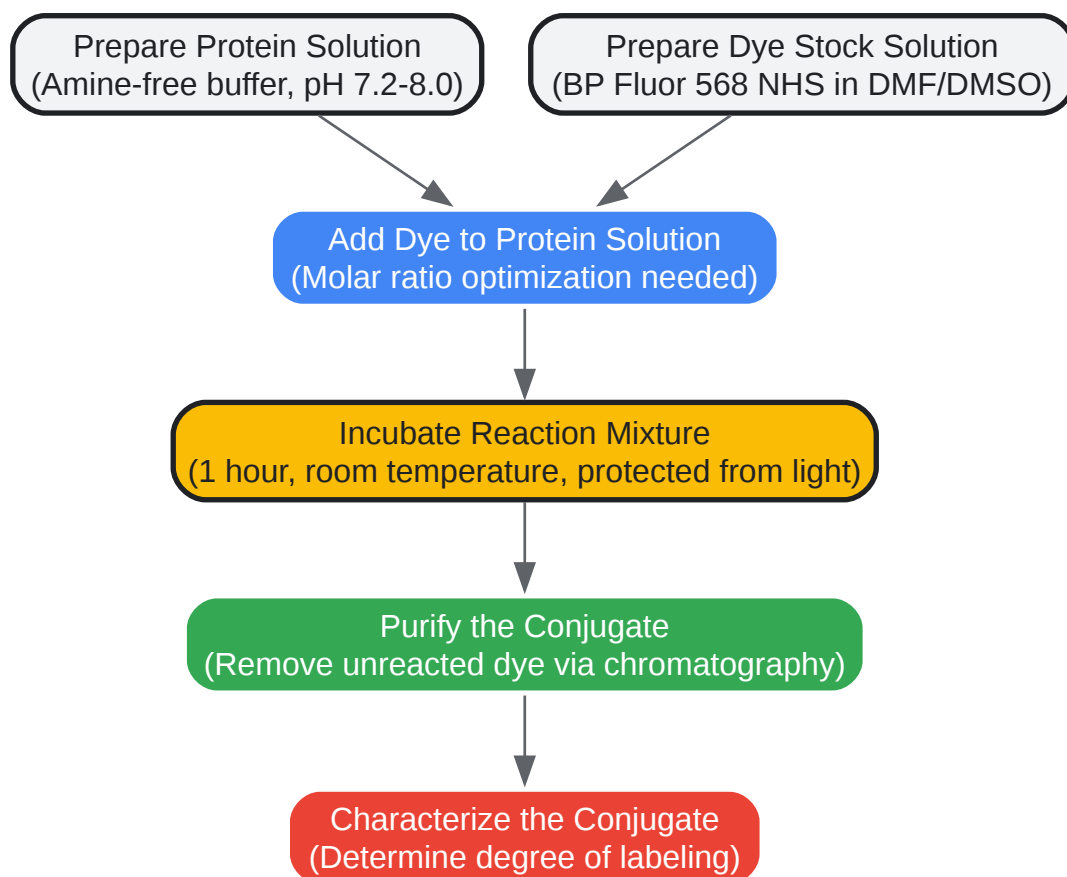 Prepare Protein Solution
(Amine-free buffer, pH 7.2-8.0)
Prepare Dye Stock Solution
(BP Fluor 568 NHS in DMF/DMSO)
Add Dye to Protein Solution
(Molar ratio optimization needed)
Incubate Reaction Mixture
(1 hour, room temperature, protected from light)
Purify the Conjugate
(Remove unreacted dye via chromatography)
Characterize the Conjugate
(Determine degree of labeling)